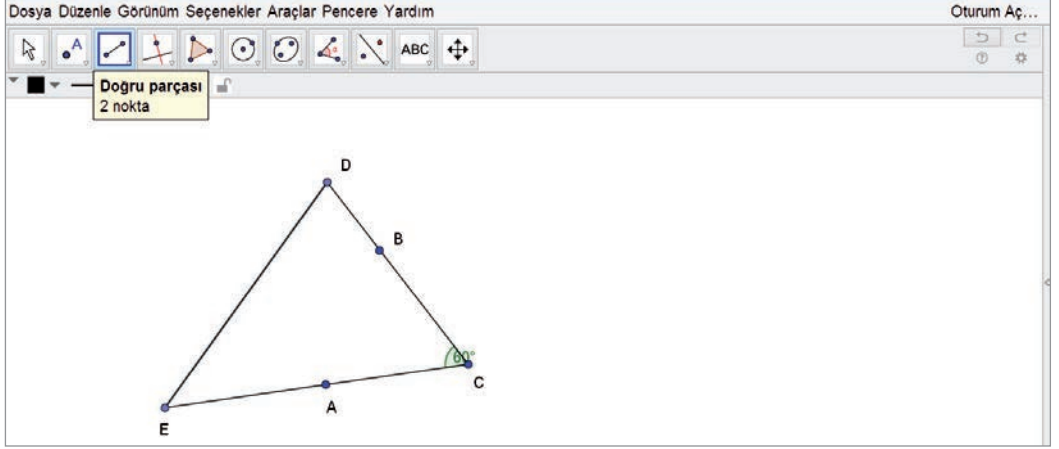 Dosya Düzenle Görünüm Seçenekler Araçlar Pencere Yardım Oturum Aç...
A ABC
Doğru parçası
2 nokta
D
B
60°
C
A
E